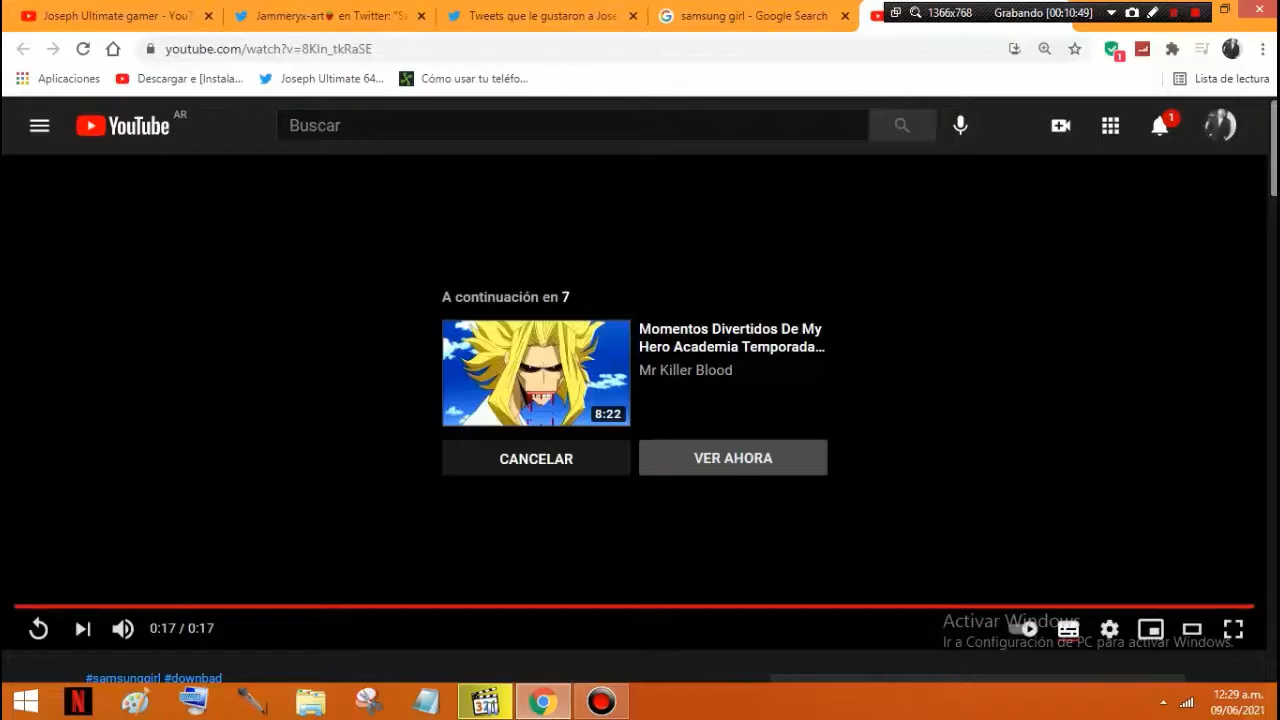 Joseph Ultimate gamer - YouT
Jammeryx-art en Twitter: "Sa
Tweets que le gustaron a Jose
samsung girl - Google Search
1366x768
Grabando [00:10:49]
youtube.com/watch?v=8KIn_tkRaSE
1
Aplicaciones
Descargar e [Instala...
Joseph Ultimate 64...
Cómo usar tu teléfo...
Lista de lectura
YouTube
AR
Buscar
1
A continuación en 7
Momentos Divertidos De My
Hero Academia Temporada...
Mr Killer Blood
8:22
CANCELAR
VER AHORA
0:17 / 0:17
Activar Windows
Ir a Configuración de PC para activar Windows.
#samsunggirl #downbad
N
321
12:29 a.m.
09/06/2021